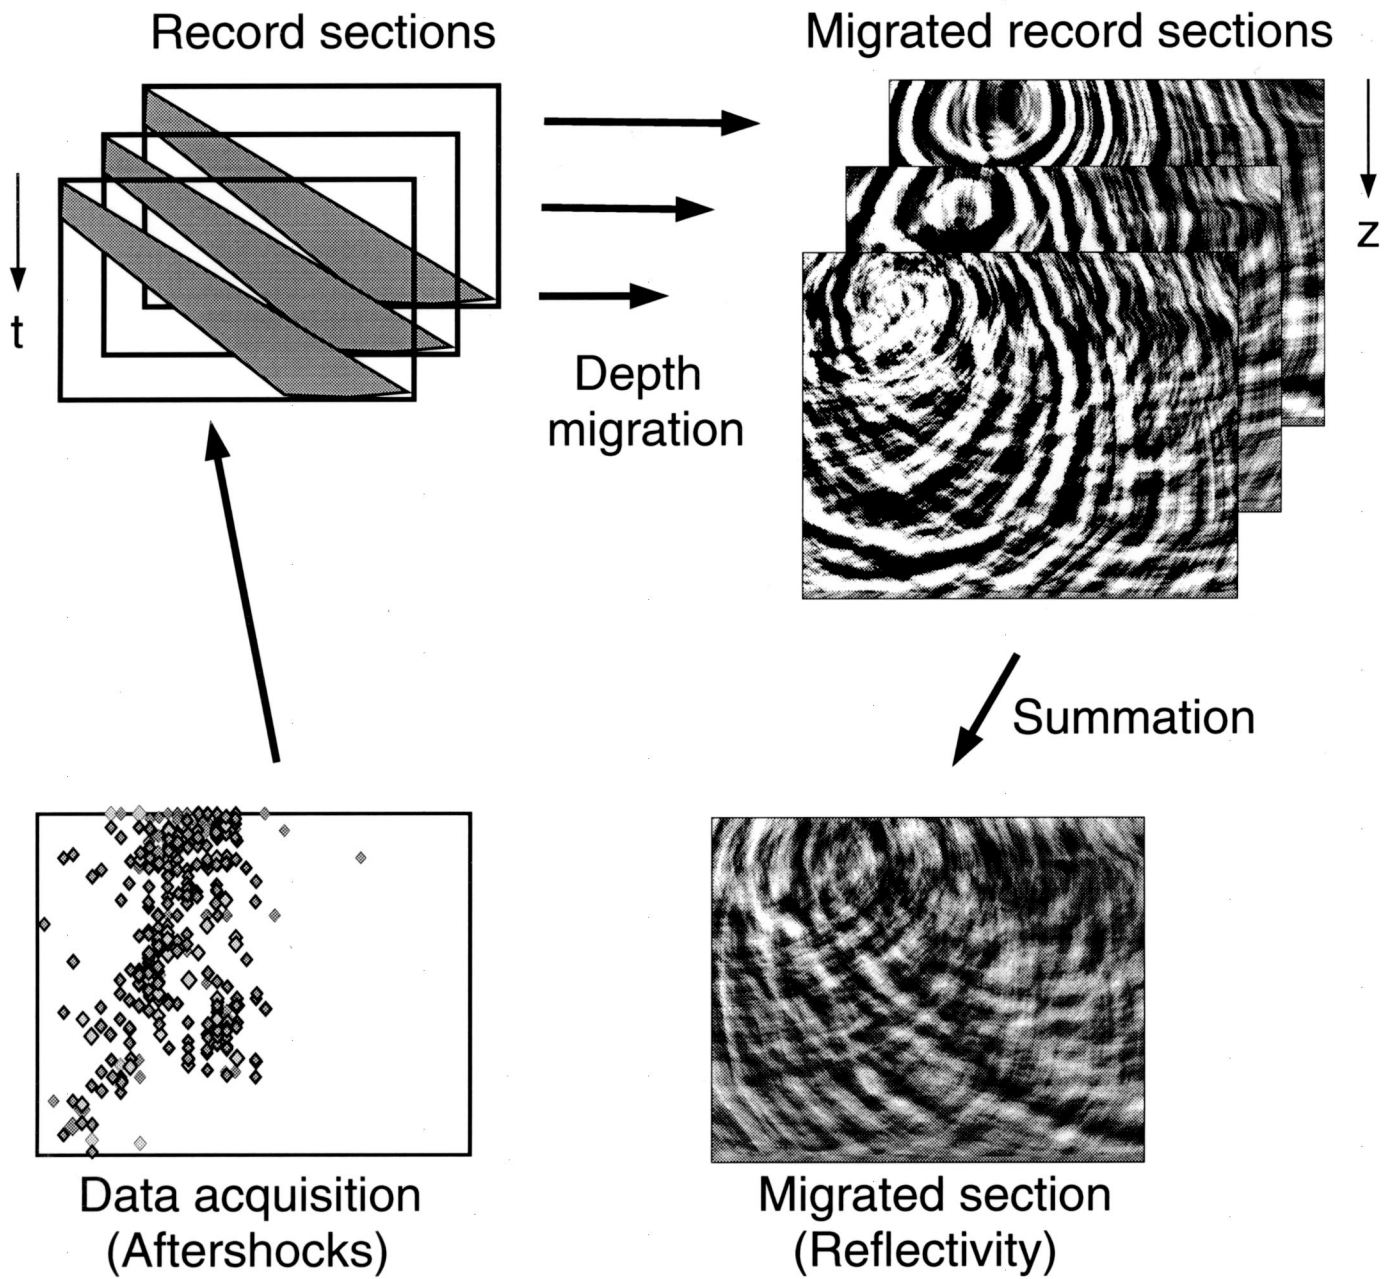 Record sections
Migrated record sections
t
z
Depth
migration
Summation
Data acquisition
(Aftershocks)
Migrated section
(Reflectivity)